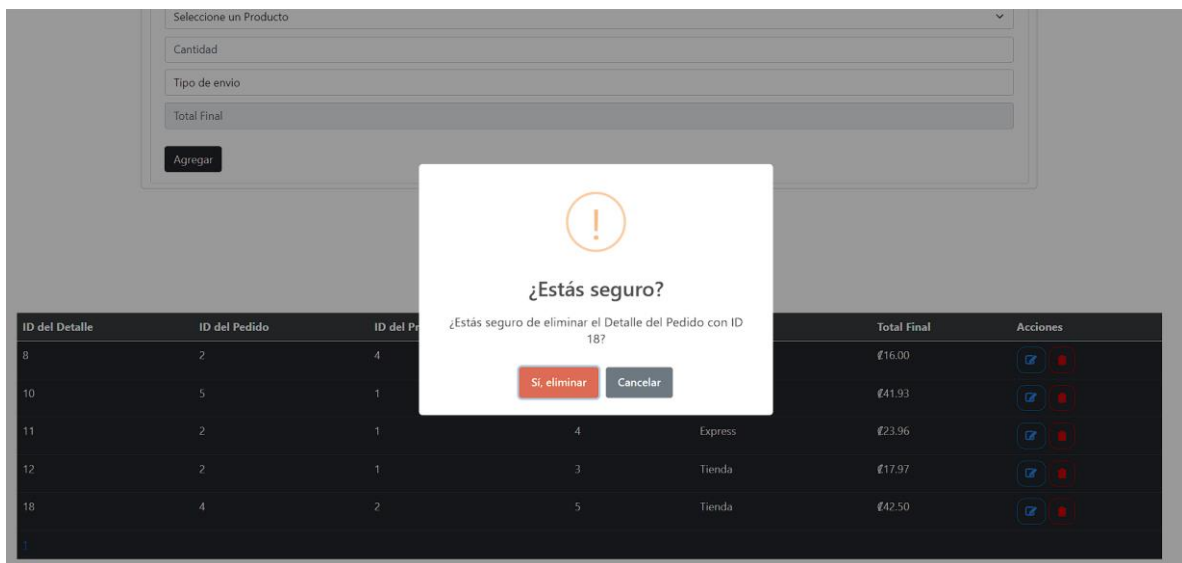 Seleccione un Producto
Cantidad
Tipo de envio
Total Final
Agregar
!
¿Estás seguro?
¿Estás seguro de eliminar el Detalle del Pedido con ID
18?
Sí, eliminar Cancelar
ID del Detalle ID del Pedido ID del Total Final Acciones
8 2 4 ₡16.00
10 5 1 ₡41.93
11 2 1 4 Express ₡23.96
12 2 1 3 Tienda ₡17.97
18 4 2 5 Tienda ₡42.50
1